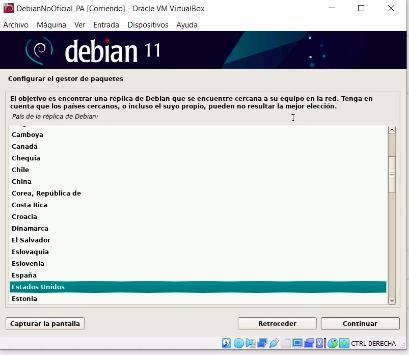 DebianNoOficial_PA [Corriendo] - Oracle VM VirtualBox
Archivo Máquina Ver Entrada Dispositivos Ayuda
debian 11
Configurar el gestor de paquetes
El objetivo es encontrar una réplica de Debian que se encuentre cercana a su equipo en la red. Tenga en
cuenta que los países cercanos, o incluso el suyo propio, pueden no resultar la mejor elección.
País de la réplica de Debian:
Camboya
Canadá
Chequia
Chile
China
Corea, República de
Costa Rica
Croacia
Dinamarca
El Salvador
Eslovaquia
Eslovenia
España
Estados Unidos
Estonia
Capturar la pantalla Retroceder Continuar
CTRL DERECHA